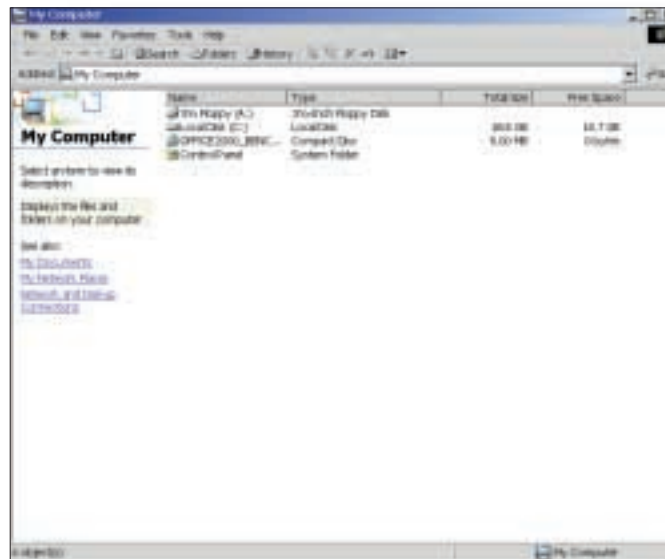 My Computer
File Edit View Favorites Tools Help
Search Folders History
Address My Computer
Name Type Total Size Free Space
3½ Floppy (A:) 3½-Inch Floppy Disk
Local Disk (C:) Local Disk
OFFICE2000_BENC... Compact Disc 0 bytes
Control Panel System Folder
My Computer
Select an item to view its
description.
Displays the files and
folders on your computer
See also:
My Documents
My Network Places
Network and Dial-up
Connections
object(s)
My Computer